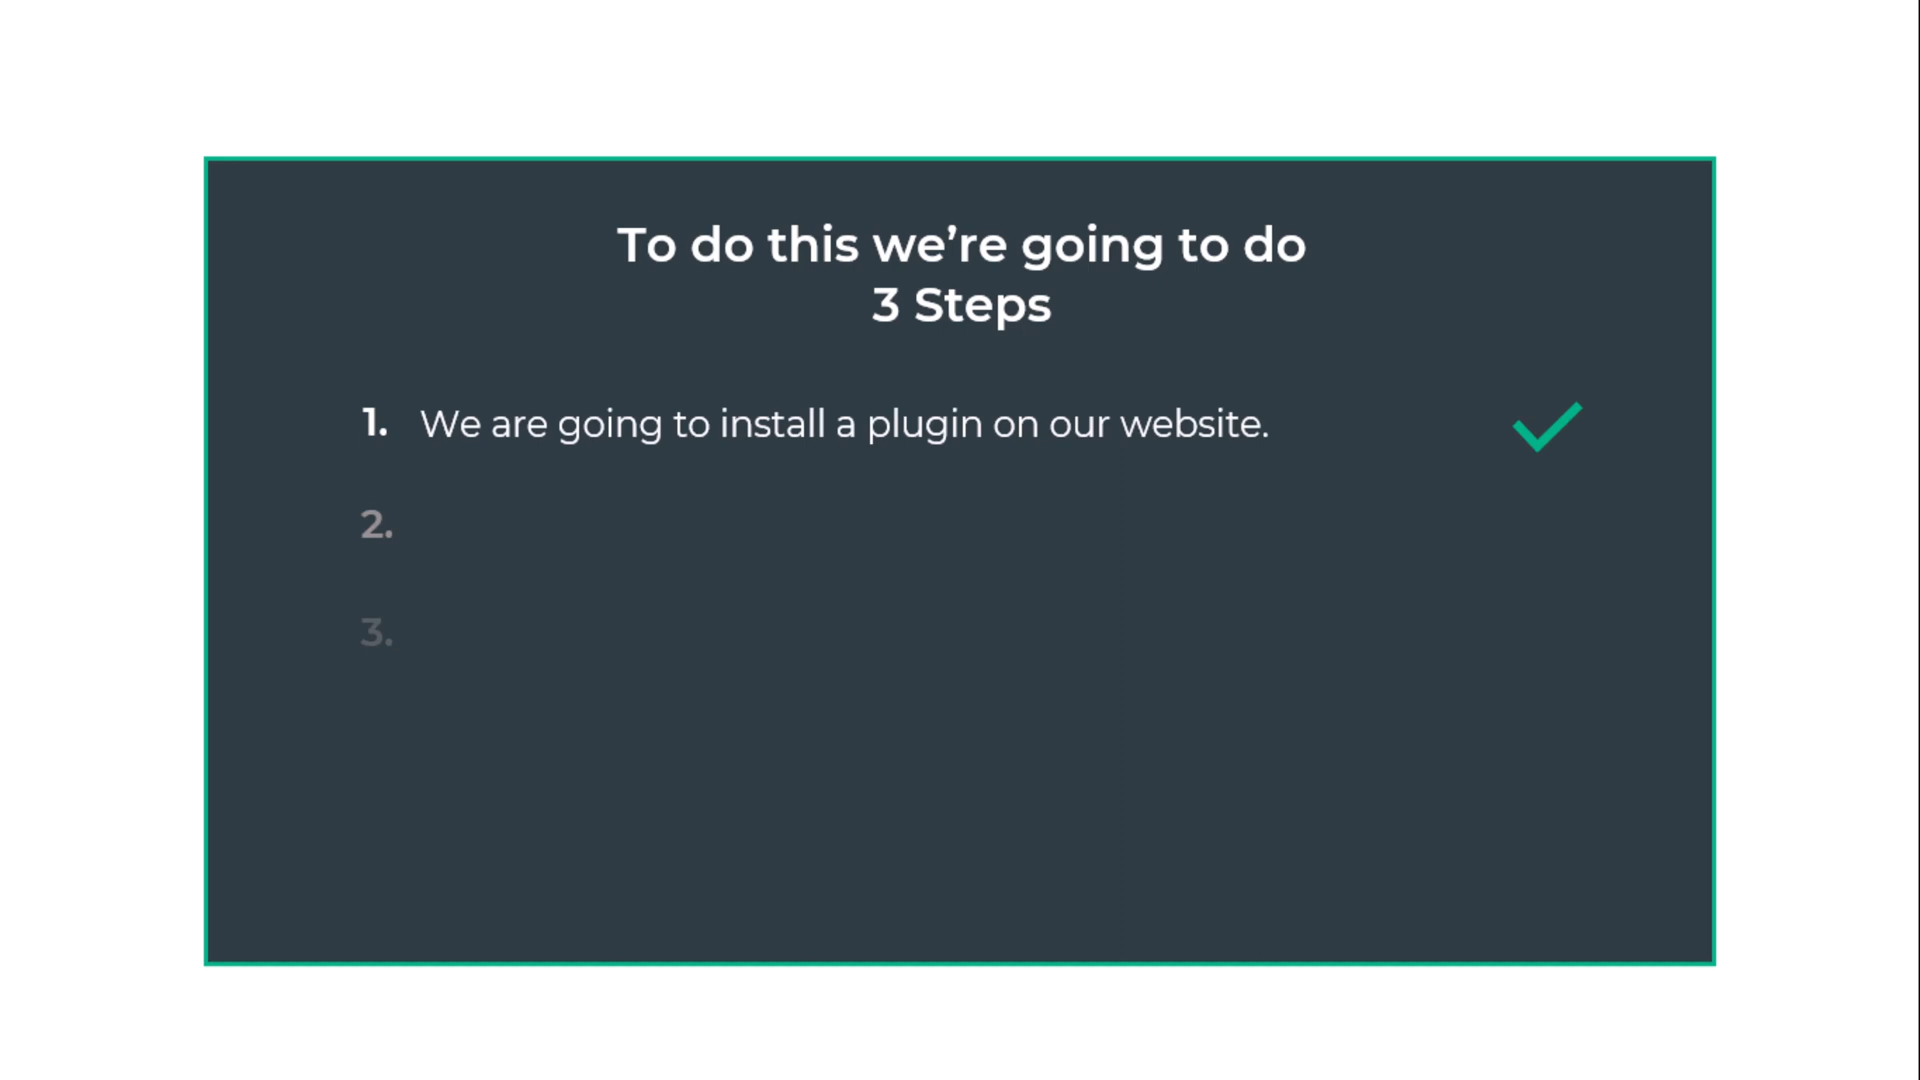 To do this we’re going to do
3 Steps
1. We are going to install a plugin on our website.
2.
3.